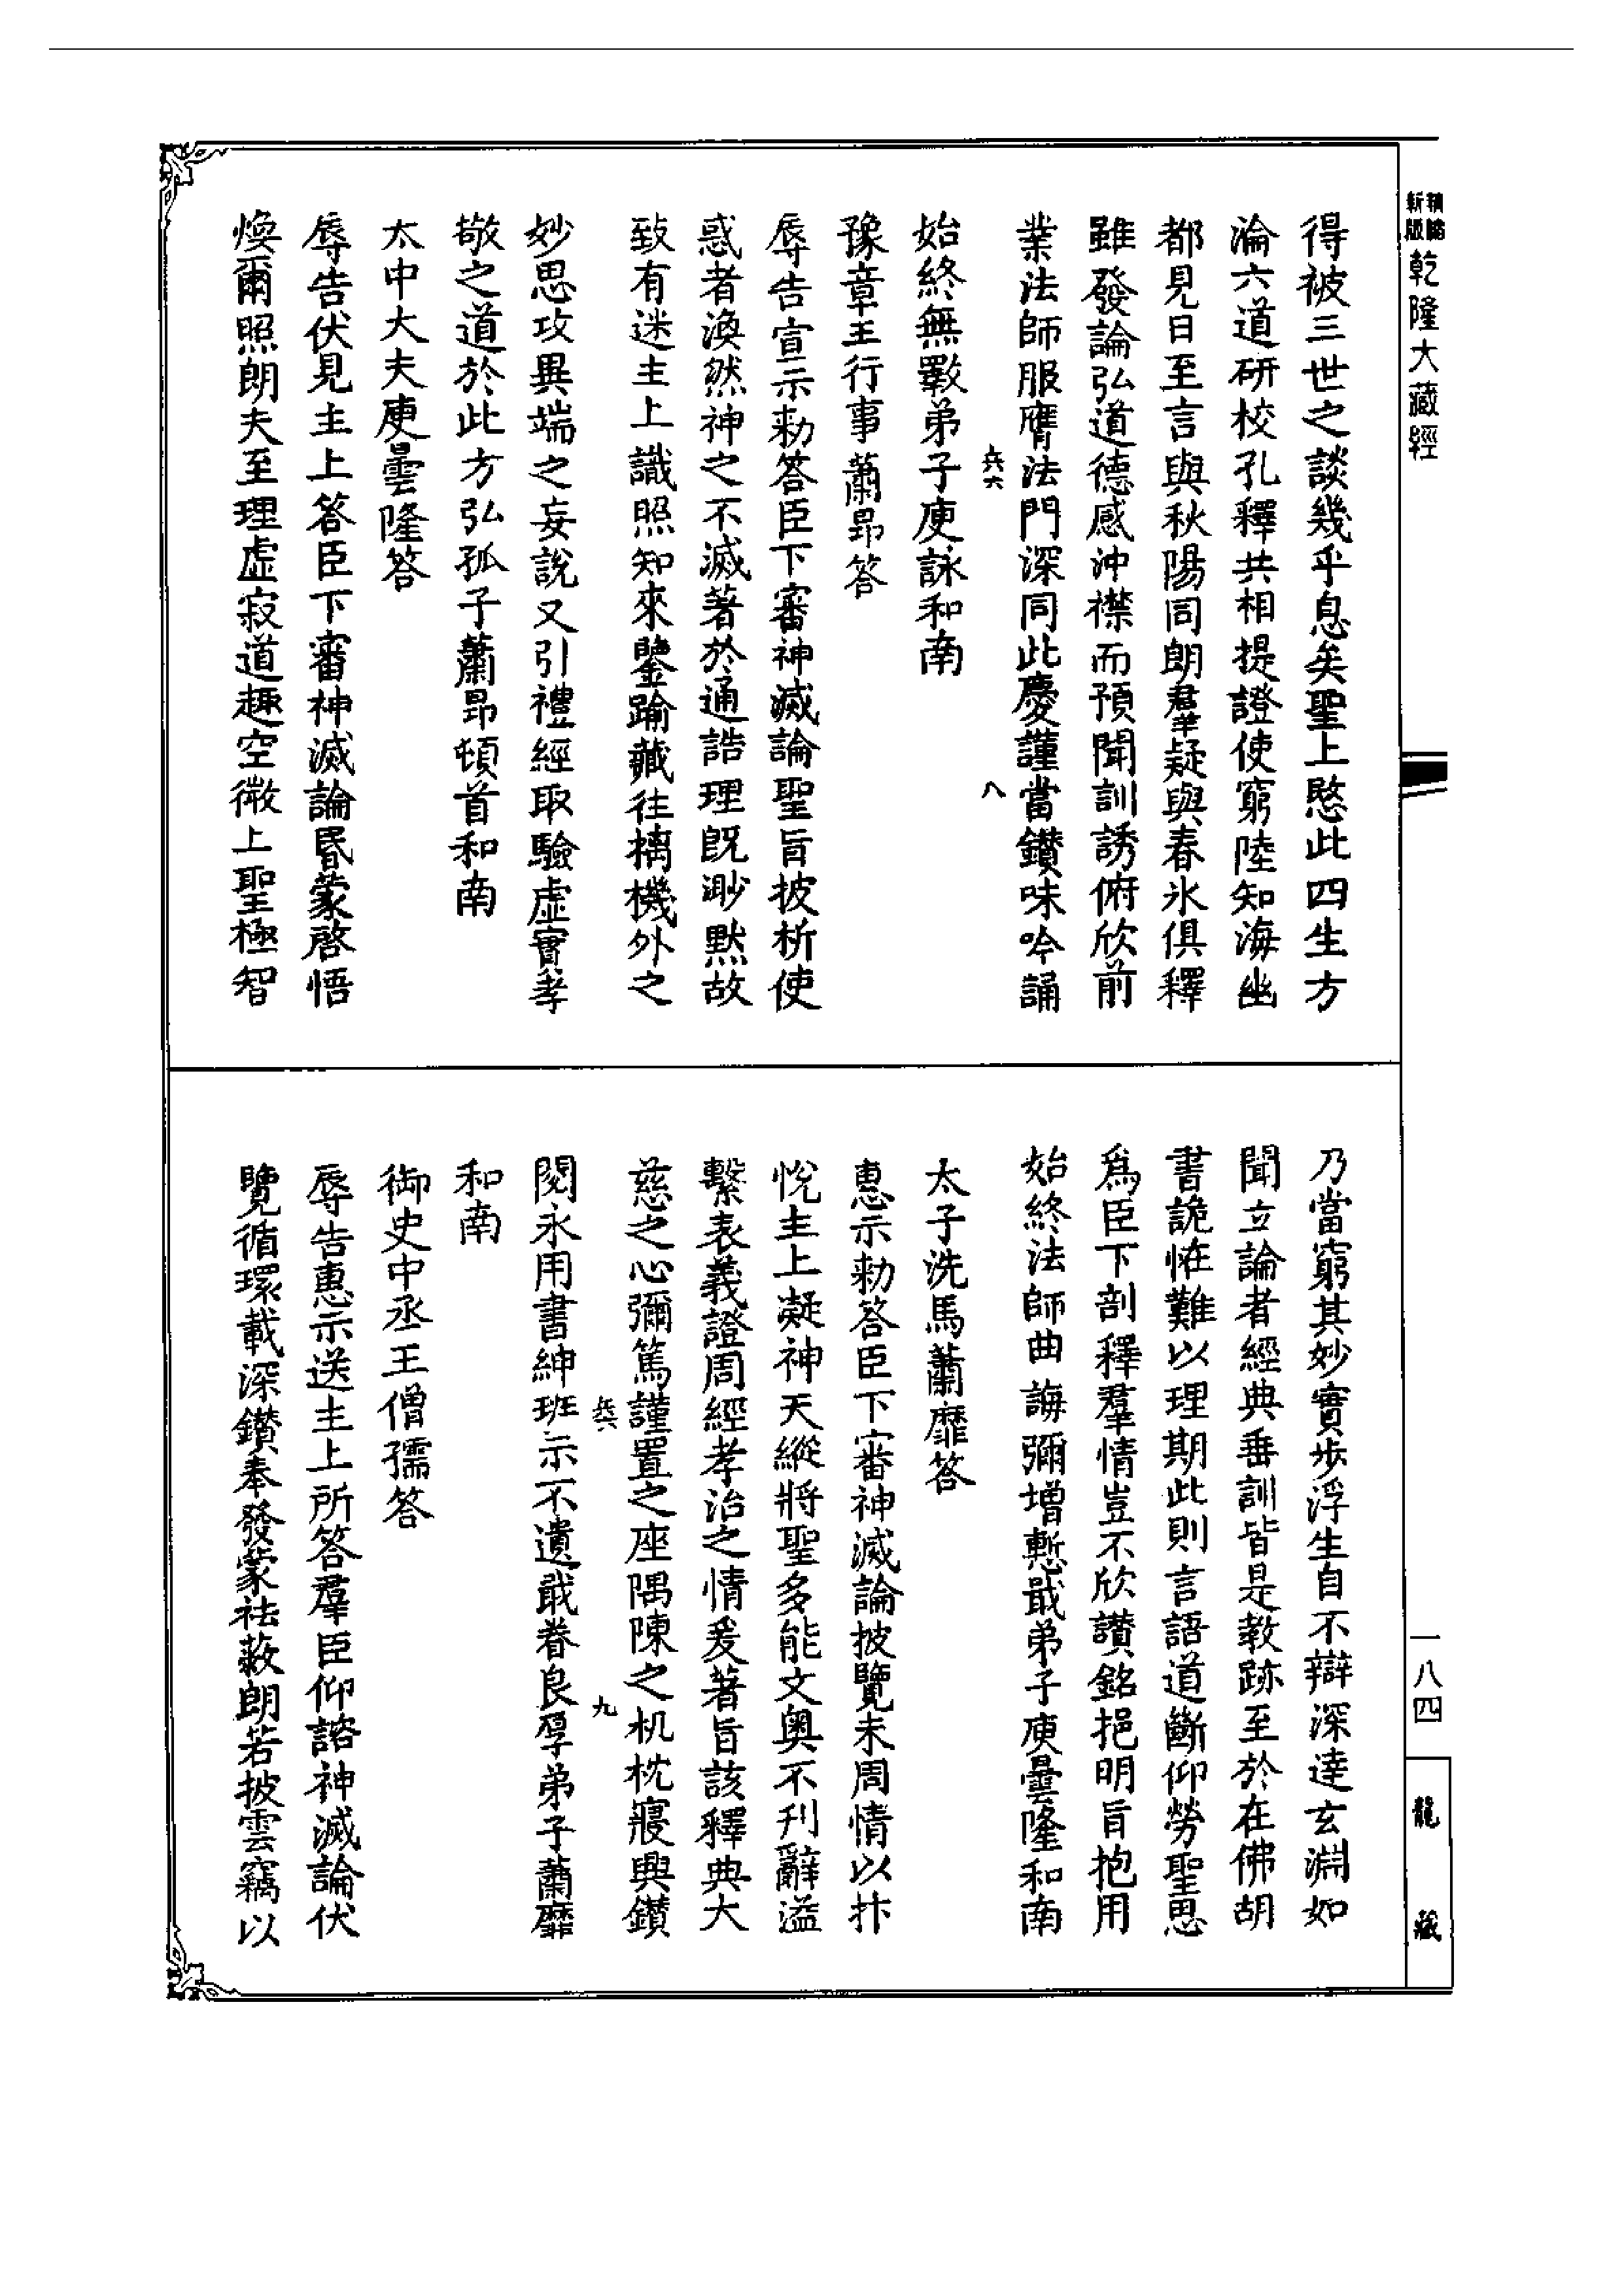 新版
精縮
乾隆大藏經
得被三世之談幾乎息矣聖上愍此四生方
淪六道研校孔釋共相提證使窮陸知海幽
都見日至言與秋陽同朗羣疑與春氷俱釋
雖發論弘道德感沖襟而預聞訓誘俯欣前
業法師服膺法門深同此慶謹當鑽味吟誦
兵六
八
始終無斁弟子庾詠和南
豫章王行事蕭昂答
辱告宣示勅答臣下審神滅論聖旨披析使
惑者渙然神之不滅著於通誥理既渺默故
致有迷主上識照知來鑒踰藏往摛機外之
妙思攻異端之妄說又引禮經取驗虛實孝
敬之道於此方弘孤子蕭昂頓首和南
太中大夫庾曇隆答
辱告伏見主上答臣下審神滅論昬蒙啓悟
煥爾照朗夫至理虛寂道趣空微上聖極智
乃當窮其妙實步浮生自不辯深達玄淵如
聞立論者經典垂訓皆是教跡至於在佛胡
書詭怪難以理期此則言語道斷仰勞聖思
爲臣下剖釋羣情豈不欣讚銘挹明旨抱用
始終法師曲誨彌增慙戢弟子庾曇隆和南
太子洗馬蕭靡答
惠示勅答臣下審神滅論披覽未周情以抃
悅主上凝神天縱將聖多能文奧不刋辭溢
繫表義證周經孝治之情爰著旨該釋典大
慈之心彌篤謹置之座隅陳之机枕寢興鑽
兵六
九
閱永用書紳班示不遺戢眷良厚弟子蕭靡
和南
御史中丞王僧孺答
辱告惠示送主上所答羣臣仰諮神滅論伏
覽循環載深鑽奉發蒙祛蔽朗若披雲竊以
一八四
龍藏